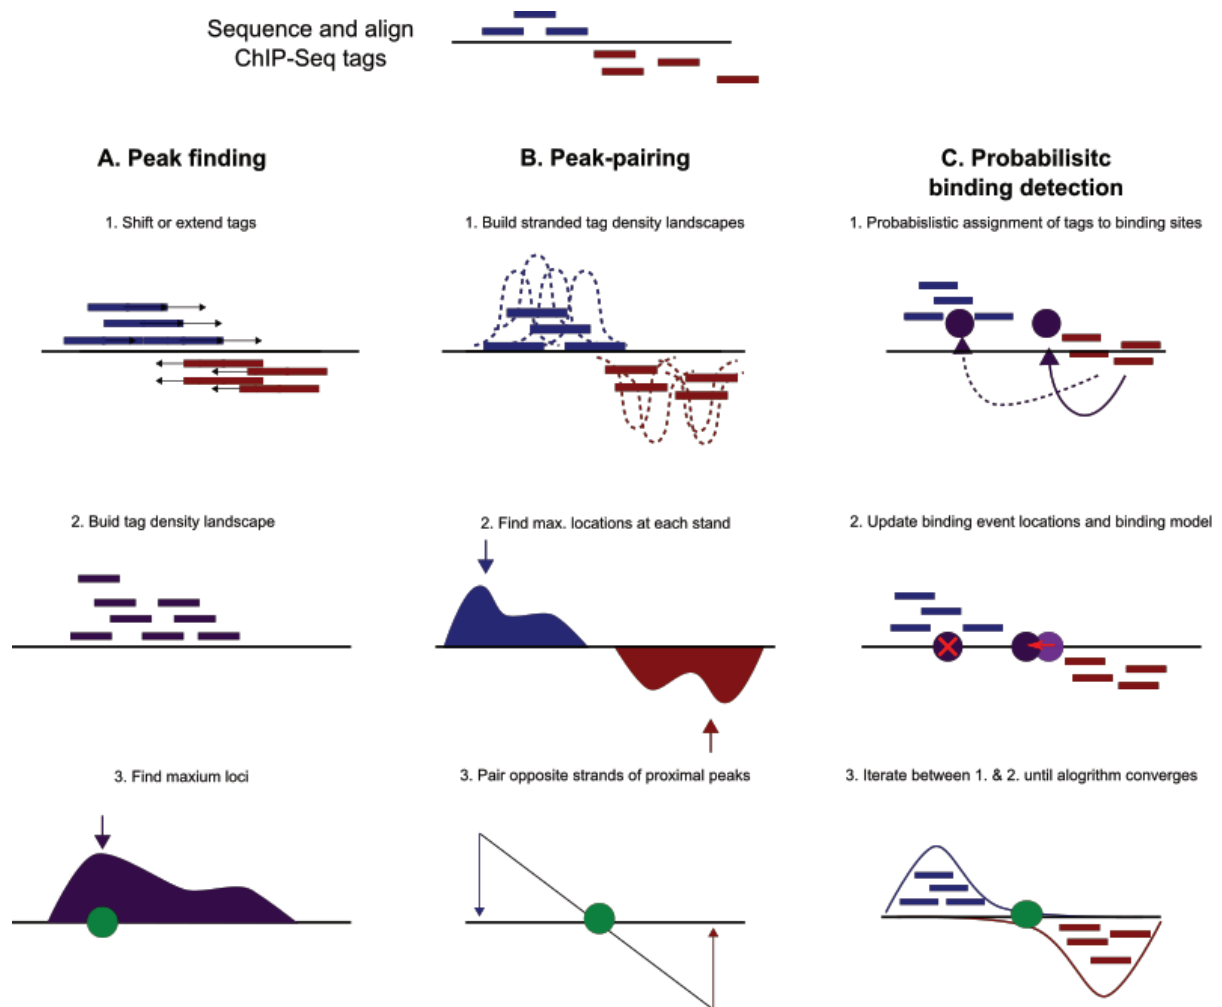 Sequence and align
ChIP-Seq tags
A. Peak finding
B. Peak-pairing
C. Probabilisitc
binding detection
1. Shift or extend tags
1. Build stranded tag density landscapes
1. Probabislistic assignment of tags to binding sites
2. Buid tag density landscape
2. Find max. locations at each stand
2. Update binding event locations and binding model
3. Find maxium loci
3. Pair opposite strands of proximal peaks
3. Iterate between 1. & 2. until alogrithm converges